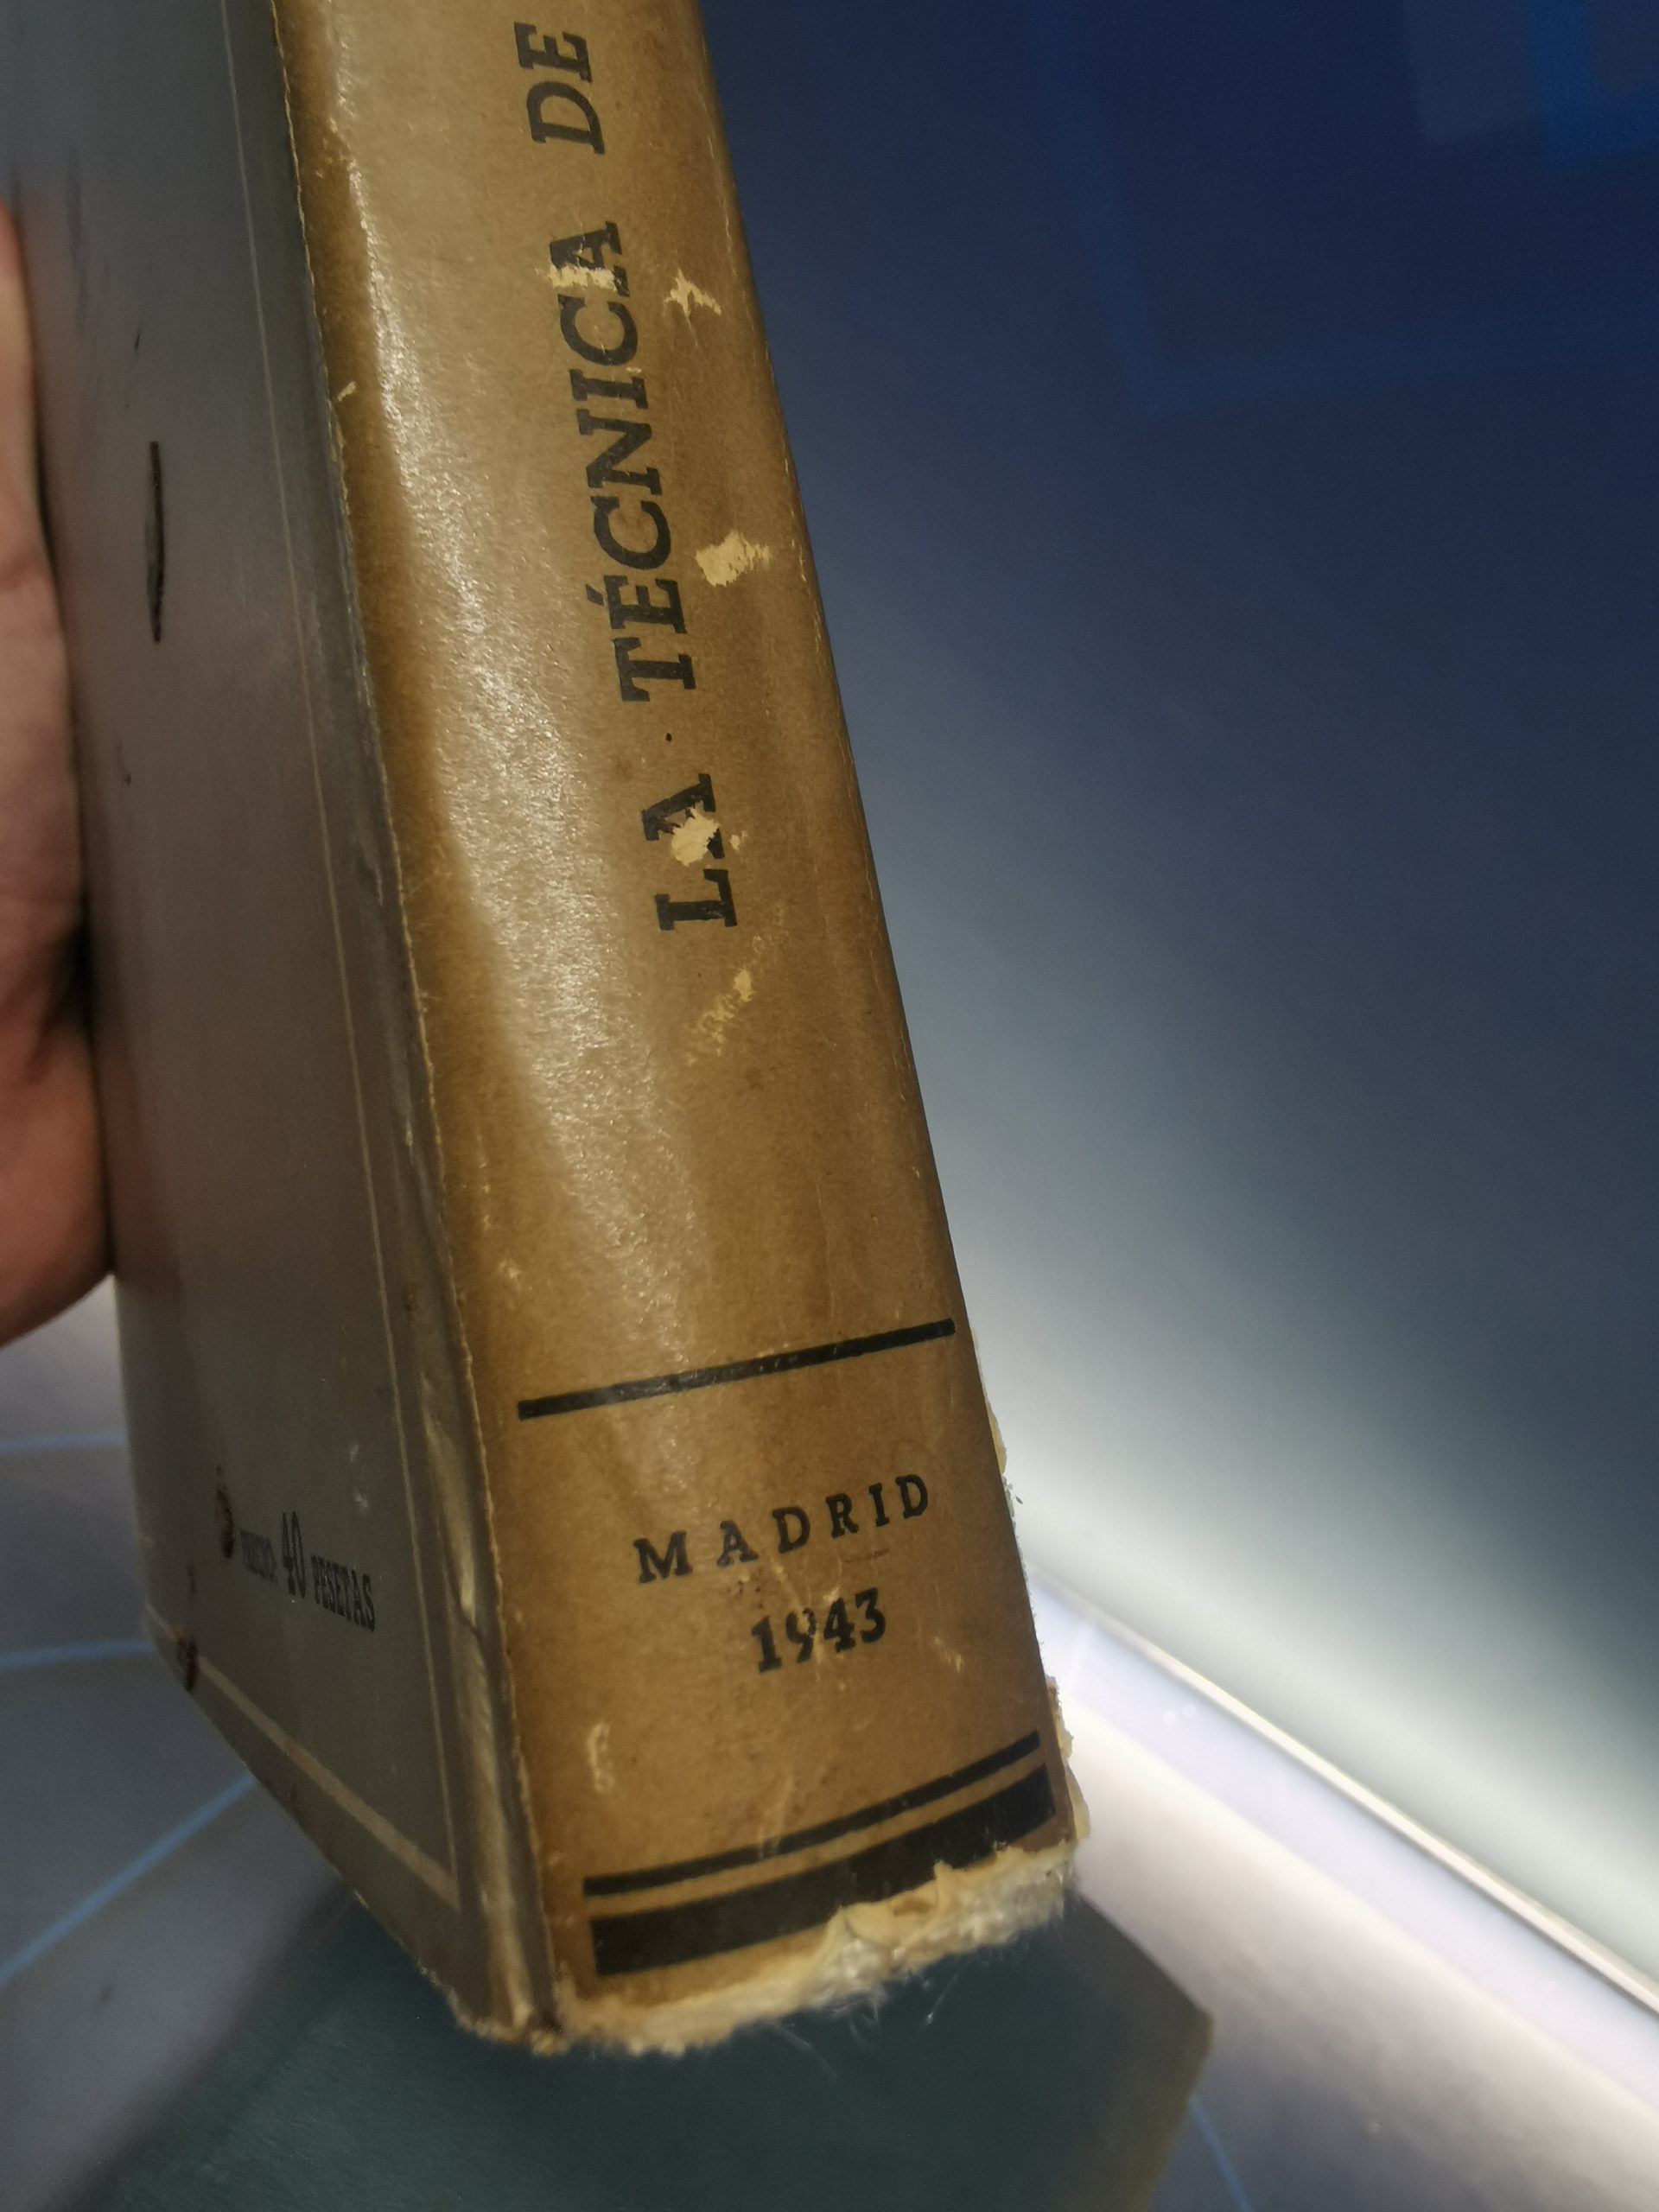 LA TÉCNICA DE
MADRID
1943
PRECIO: 40 PESETAS